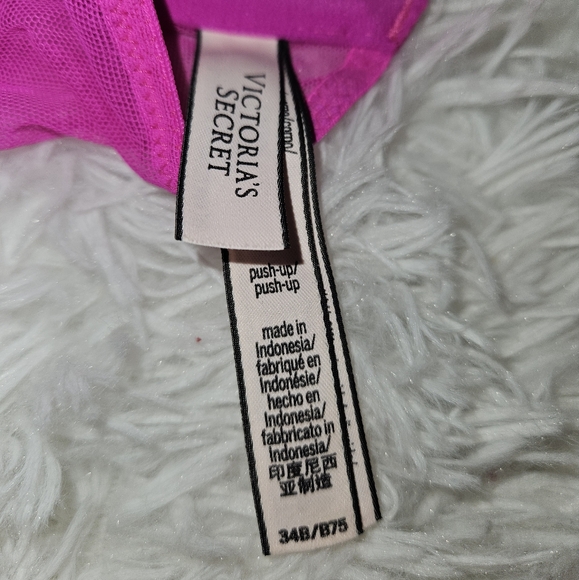 VICTORIA'S
SECRET
push-up/
push-up
made in
Indonesia/
fabriqué en
Indonésie/
hecho en
Indonesia/
fabbricato in
Indonesia/
印度尼西
亚制造
34B/B75